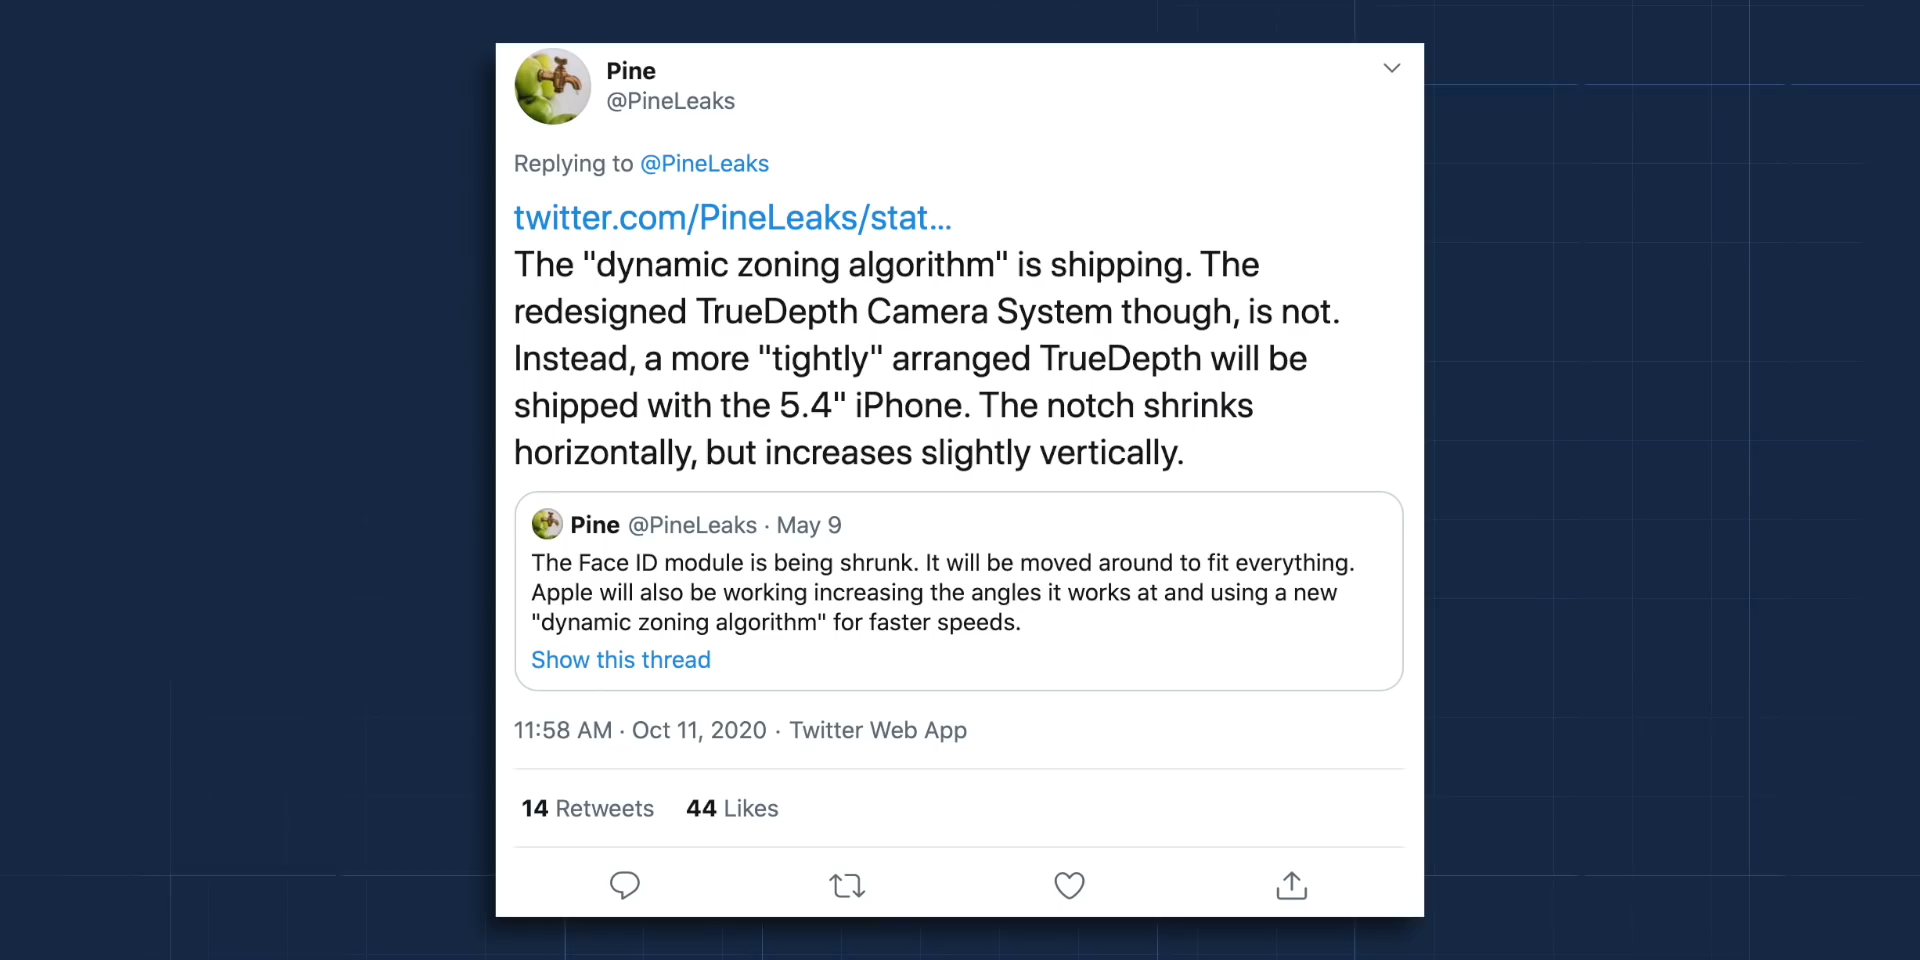 Pine
@PineLeaks
Replying to @PineLeaks
twitter.com/PineLeaks/stat...
The "dynamic zoning algorithm" is shipping. The
redesigned TrueDepth Camera System though, is not.
Instead, a more "tightly" arranged TrueDepth will be
shipped with the 5.4" iPhone. The notch shrinks
horizontally, but increases slightly vertically.
Pine @PineLeaks · May 9
The Face ID module is being shrunk. It will be moved around to fit everything.
Apple will also be working increasing the angles it works at and using a new
"dynamic zoning algorithm" for faster speeds.
Show this thread
11:58 AM · Oct 11, 2020 · Twitter Web App
14 Retweets 44 Likes